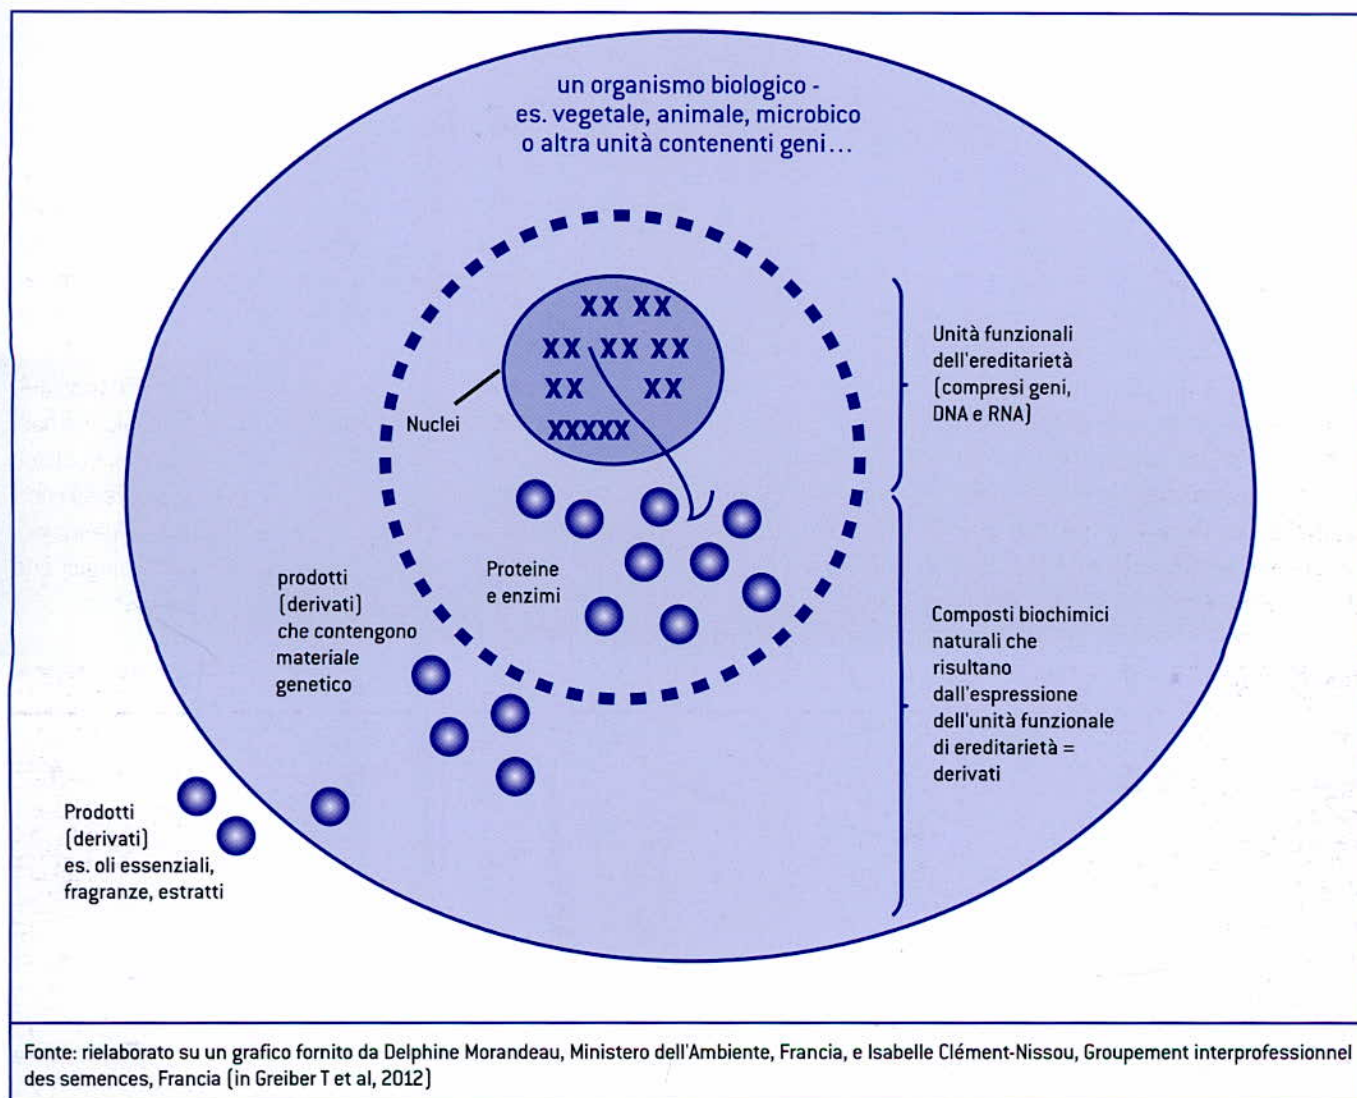 un organismo biologico -
es. vegetale, animale, microbico
o altra unità contenenti geni...
XX XX
XX XX XX
XX XX
XXXXX
Nuclei
Unità funzionali
dell'ereditarietà
(compresi geni,
DNA e RNA)
Proteine
e enzimi
prodotti
(derivati)
che contengono
materiale
genetico
Composti biochimici
naturali che
risultano
dall'espressione
dell'unità funzionale
di ereditarietà =
derivati
Prodotti
(derivati)
es. oli essenziali,
fragranze, estratti
Fonte: rielaborato su un grafico fornito da Delphine Morandeau, Ministero dell'Ambiente, Francia, e Isabelle Clément-Nissou, Groupement interprofessionnel
des semences, Francia (in Greiber T et al, 2012)